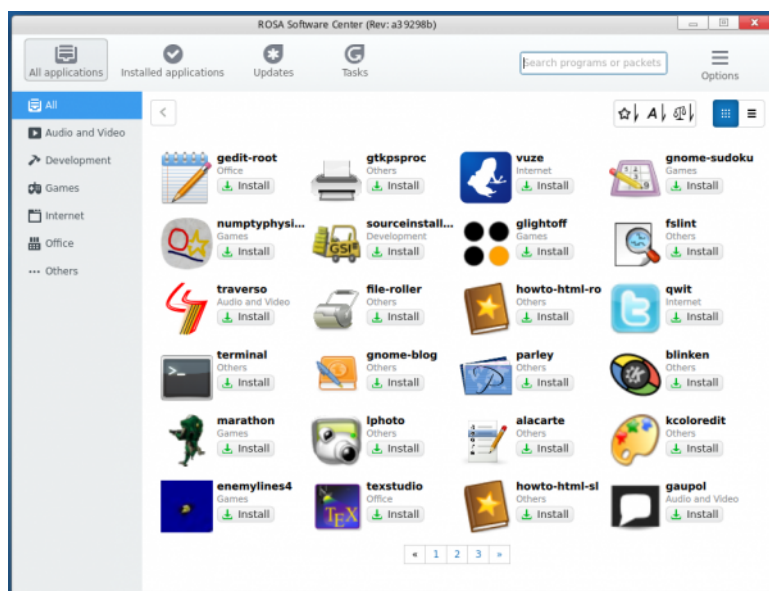 ROSA Software Center (Rev: a39298b)
All applications
Installed applications
Updates
Tasks
Search programs or packets
Options
All
Audio and Video
Development
Games
Internet
Office
Others
gedit-root
Office
Install
gtkpsproc
Others
Install
vuze
Internet
Install
gnome-sudoku
Games
Install
numptyphysi...
Games
Install
sourceinstall...
Development
Install
GSI
glightoff
Games
Install
fslint
Others
Install
traverso
Audio and Video
Install
file-roller
Others
Install
howto-html-ro
Others
Install
qwit
Internet
Install
terminal
Others
Install
gnome-blog
Others
Install
parley
Others
Install
blinken
Others
Install
marathon
Games
Install
lphoto
Others
Install
alacarte
Others
Install
kcoloredit
Others
Install
enemylines4
Games
Install
texstudio
Office
Install
TEX
howto-html-sl
Others
Install
gaupol
Audio and Video
Install
« 1 2 3 »